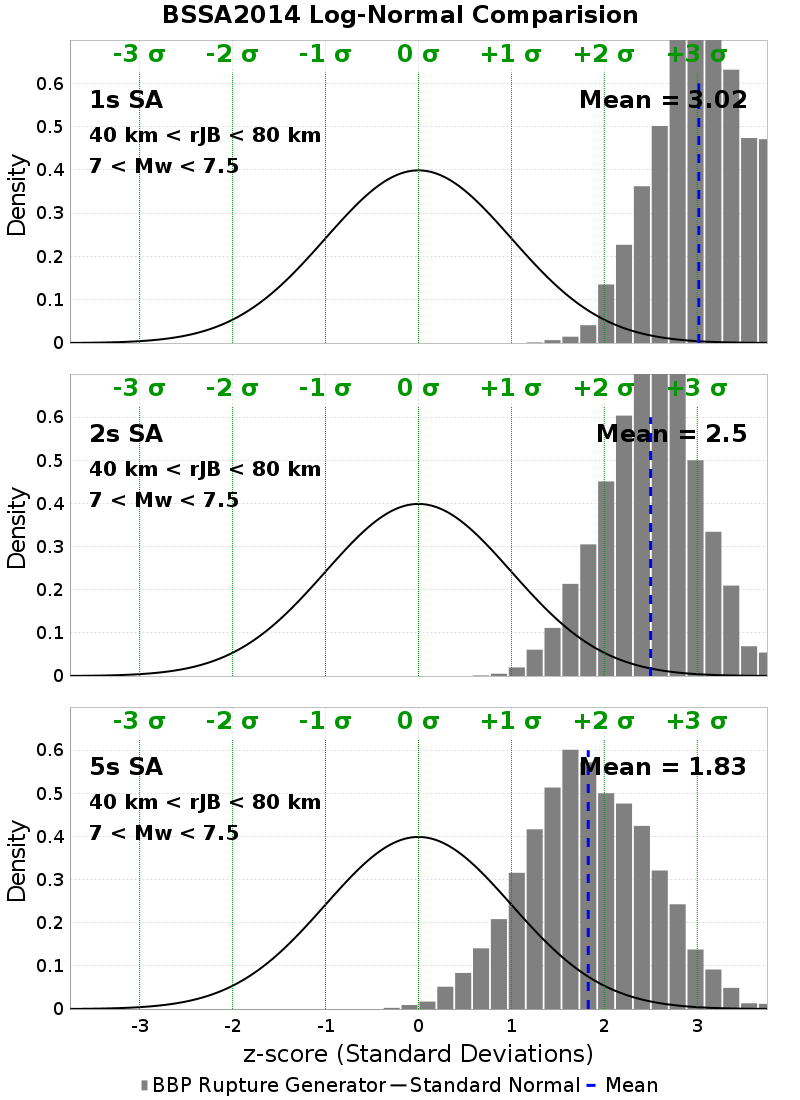 BSSA2014 Log-Normal Comparision
-3 σ -2 σ -1 σ 0 σ +1 σ +2 σ +3 σ
1s SA
Mean = 3.02
40 km < rJB < 80 km
7 < Mw < 7.5
Density
0.6
0.5
0.4
0.3
0.2
0.1
0
-3 σ -2 σ -1 σ 0 σ +1 σ +2 σ +3 σ
2s SA
Mean = 2.5
40 km < rJB < 80 km
7 < Mw < 7.5
Density
0.6
0.5
0.4
0.3
0.2
0.1
0
-3 σ -2 σ -1 σ 0 σ +1 σ +2 σ +3 σ
5s SA
Mean = 1.83
40 km < rJB < 80 km
7 < Mw < 7.5
Density
0.6
0.5
0.4
0.3
0.2
0.1
0
-3 -2 -1 0 1 2 3
z-score (Standard Deviations)
BBP Rupture Generator Standard Normal Mean